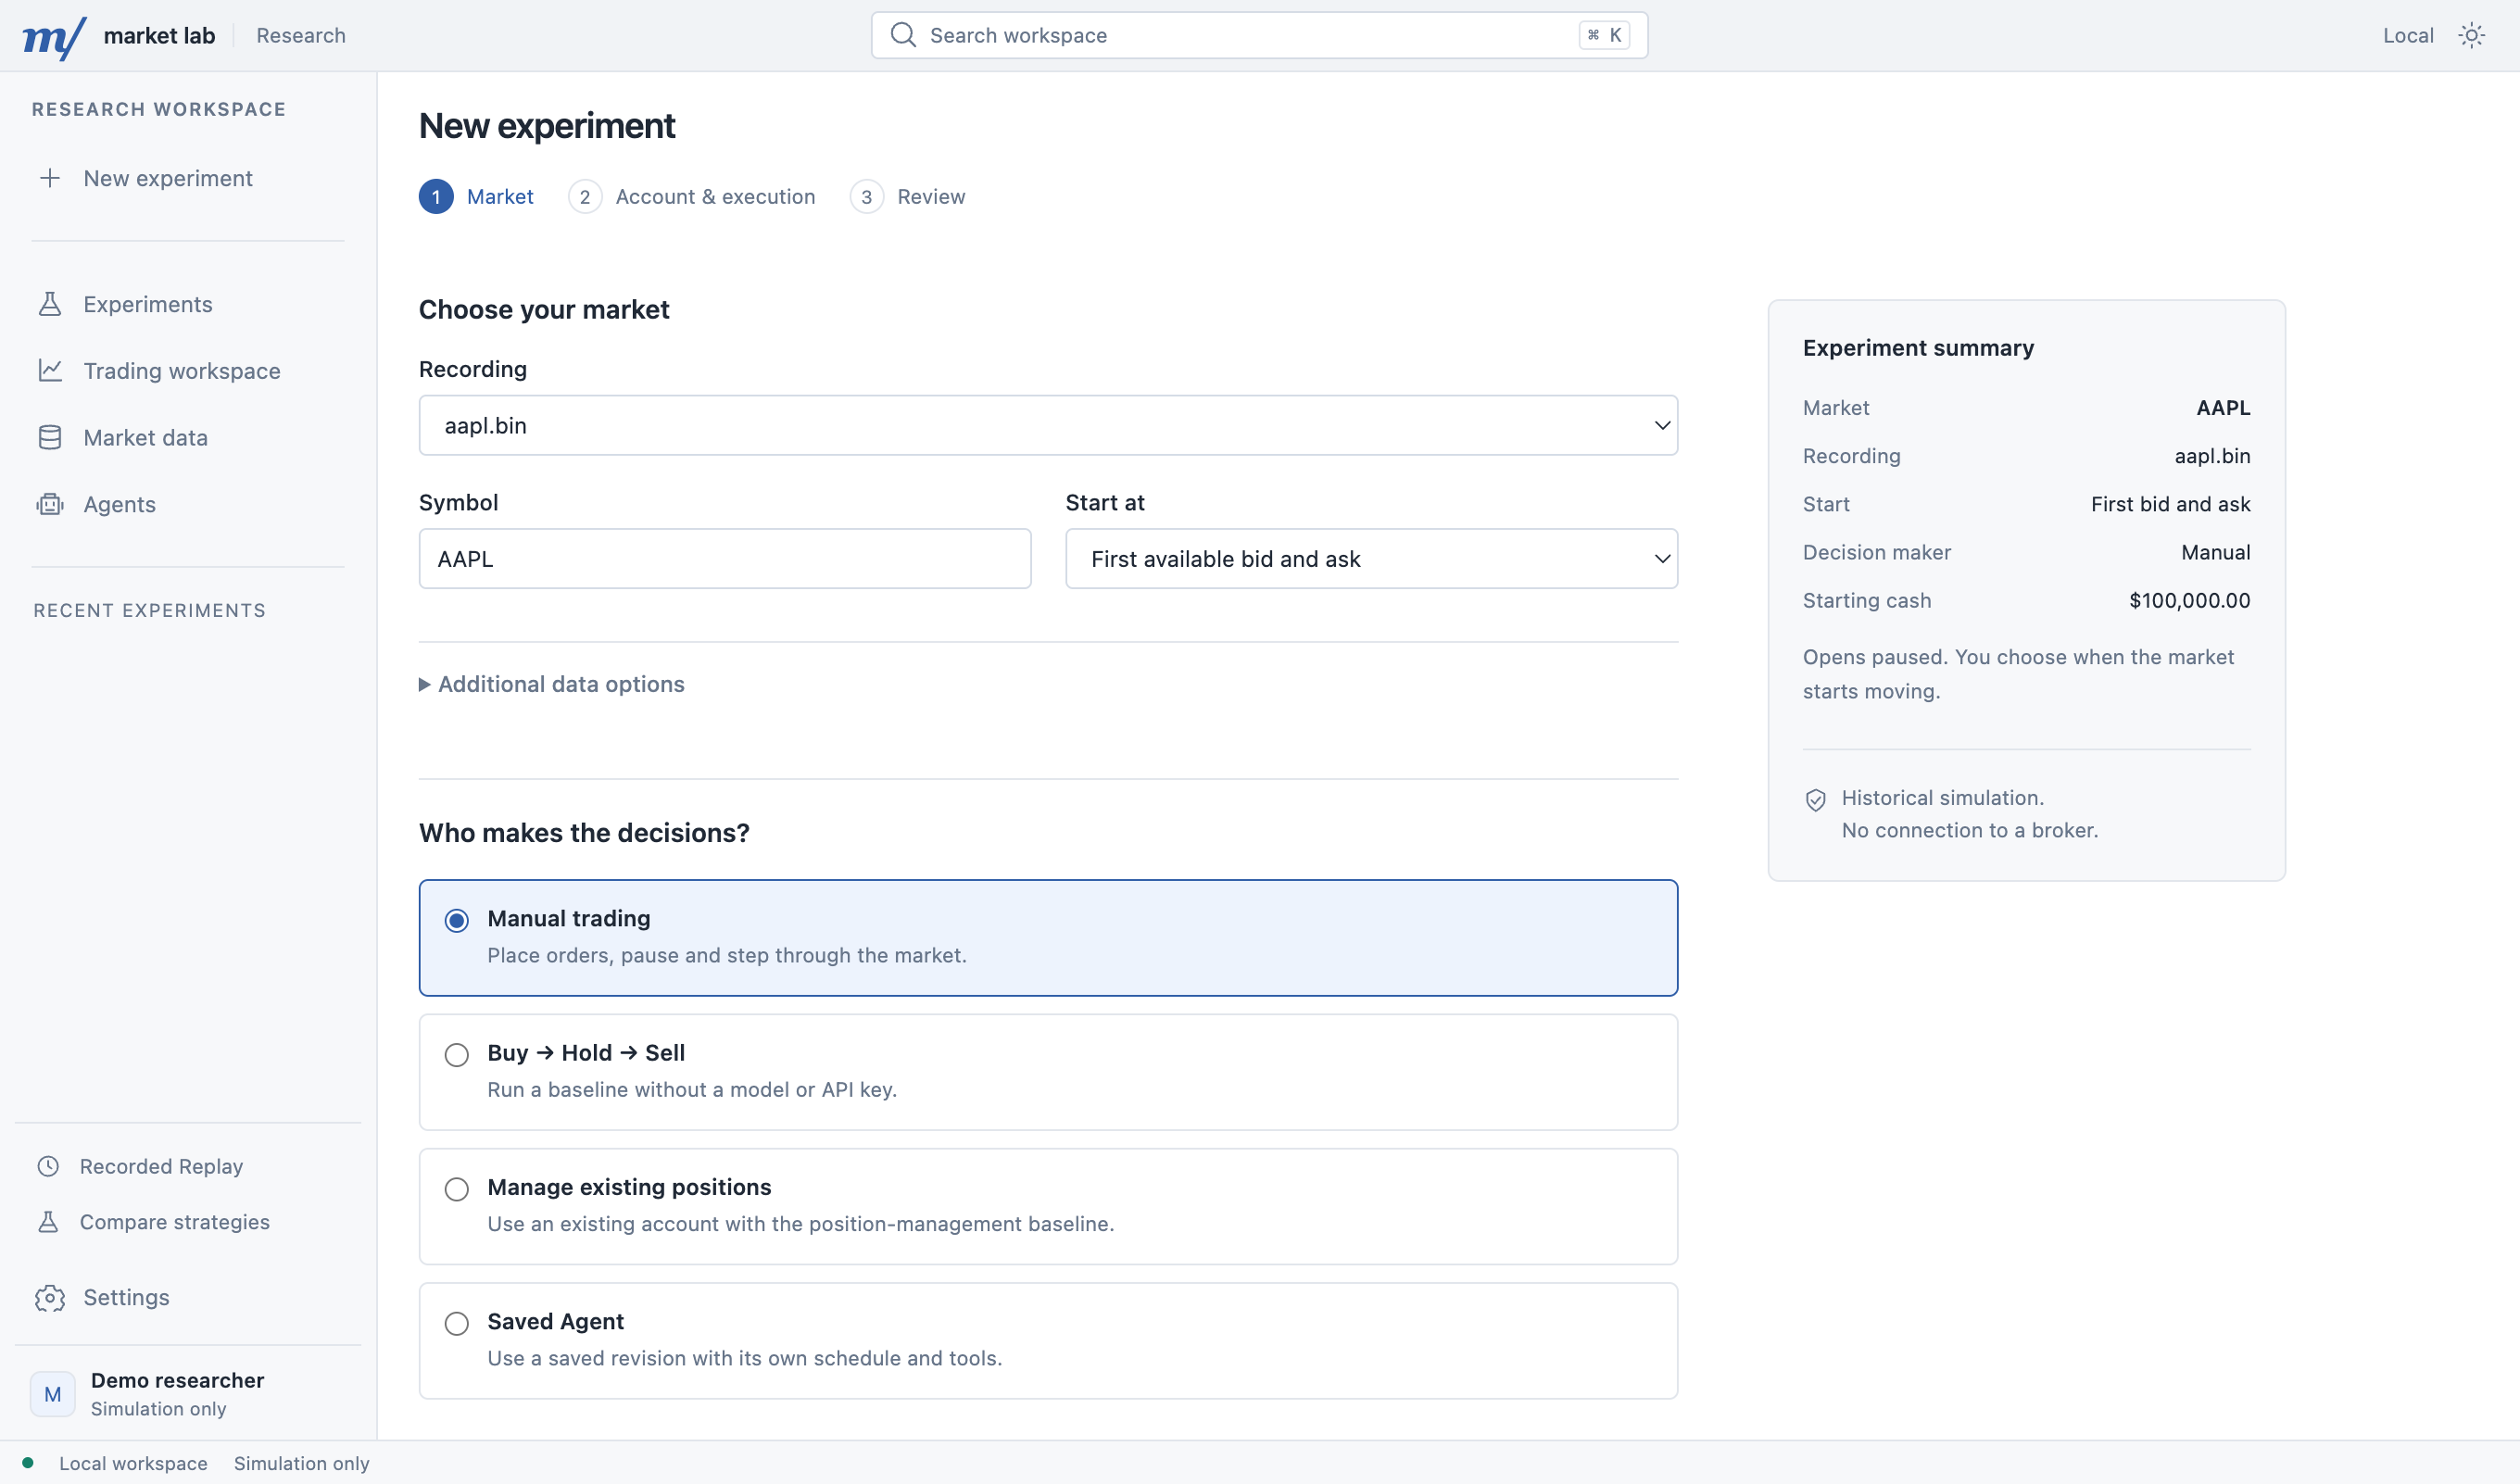 m/ market lab Research
Search workspace
⌘ K
Local
RESEARCH WORKSPACE
New experiment
Experiments
Trading workspace
Market data
Agents
RECENT EXPERIMENTS
Recorded Replay
Compare strategies
Settings
M
Demo researcher
Simulation only
New experiment
1 Market 2 Account & execution 3 Review
Choose your market
Recording
aapl.bin
Symbol
AAPL
Start at
First available bid and ask
Additional data options
Who makes the decisions?
Manual trading
Place orders, pause and step through the market.
Buy → Hold → Sell
Run a baseline without a model or API key.
Manage existing positions
Use an existing account with the position-management baseline.
Saved Agent
Use a saved revision with its own schedule and tools.
Experiment summary
Market AAPL
Recording aapl.bin
Start First bid and ask
Decision maker Manual
Starting cash $100,000.00
Opens paused. You choose when the market
starts moving.
Historical simulation.
No connection to a broker.
Local workspace Simulation only